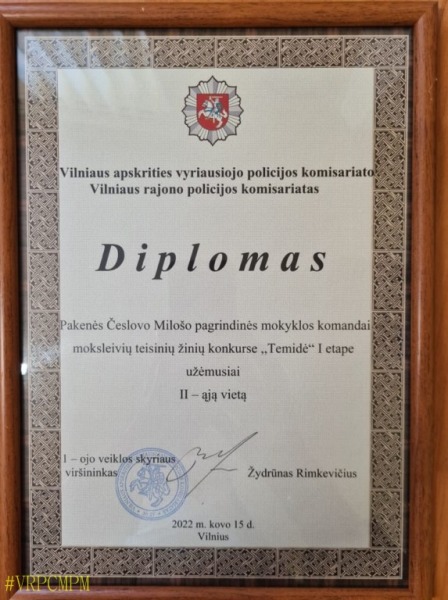 Vilniaus apskrities vyriausiojo policijos komisariato
Vilniaus rajono policijos komisariatas
Diplomas
Pakenės Česlovo Milošo pagrindinės mokyklos komandai
moksleivių teisinių žinių konkurse „Temidė“ I etape
užėmusiai
II – ąją vietą
I – ojo veiklos skyriaus
viršininkas
Žydrūnas Rimkevičius
2022 m. kovo 15 d.
Vilnius
#VRPCMPM